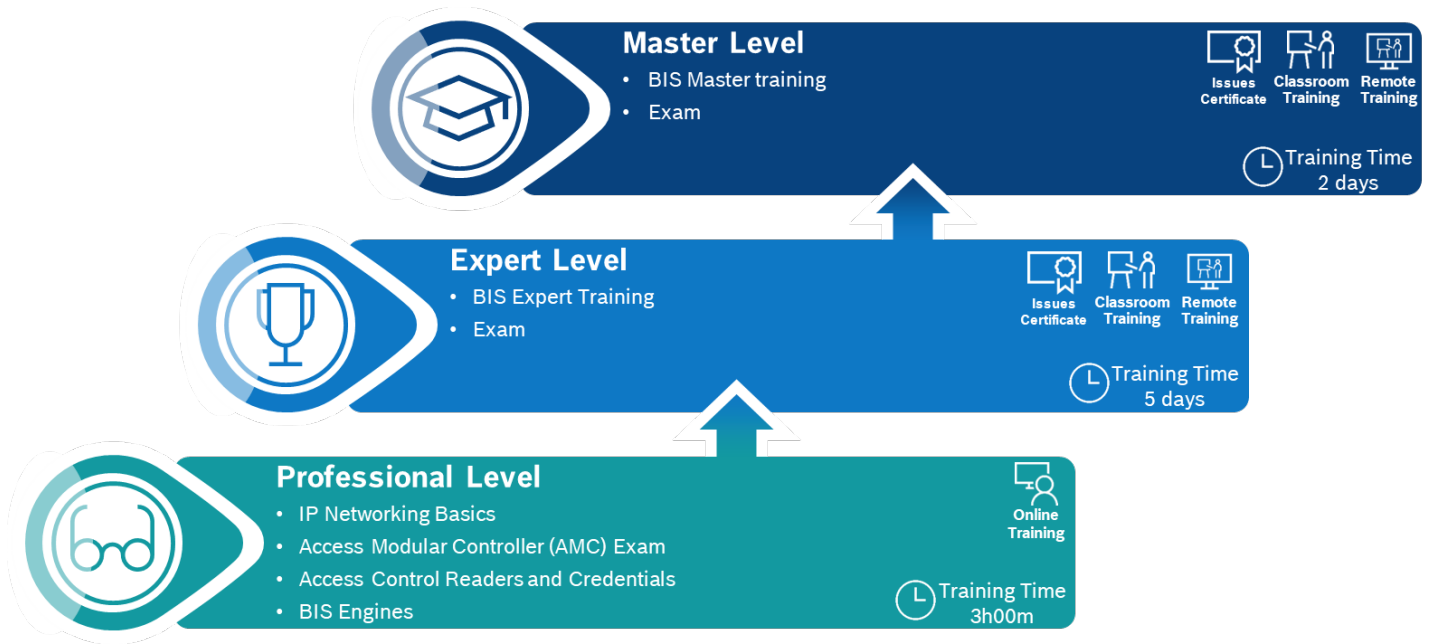 Master Level
• BIS Master training
• Exam
Issues
Certificate
Classroom
Training
Remote
Training
Training Time
2 days
Expert Level
• BIS Expert Training
• Exam
Issues
Certificate
Classroom
Training
Remote
Training
Training Time
5 days
Professional Level
• IP Networking Basics
• Access Modular Controller (AMC) Exam
• Access Control Readers and Credentials
• BIS Engines
Online
Training
Training Time
3h00m